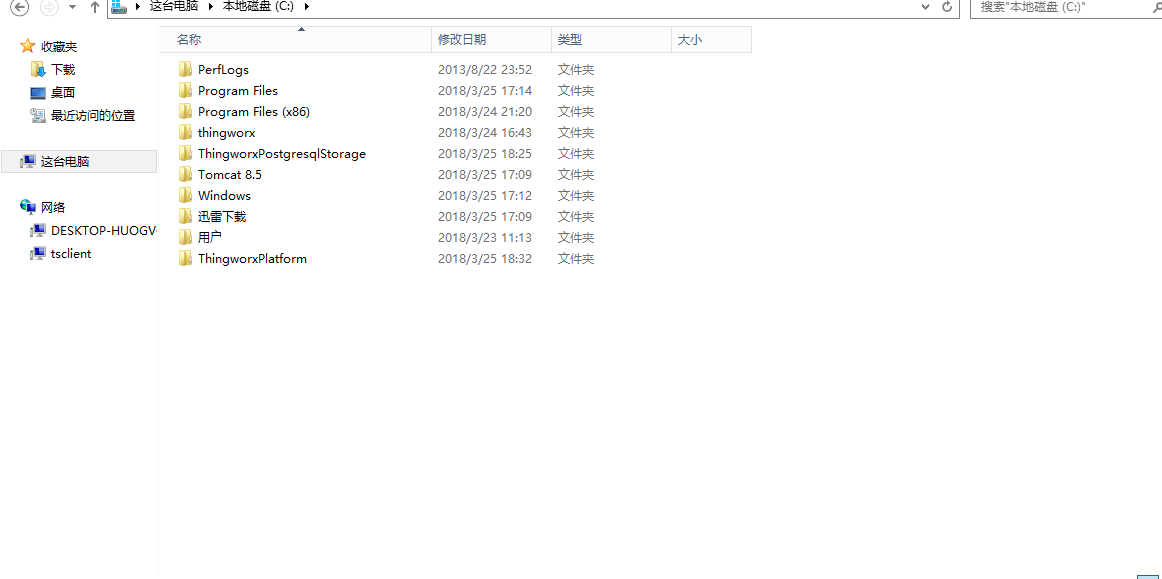 这台电脑 本地磁盘 (C:) 搜索"本地磁盘 (C:)"
名称 修改日期 类型 大小
收藏夹
下载
桌面
最近访问的位置
这台电脑
网络
DESKTOP-HUOGV
tsclient
PerfLogs 2013/8/22 23:52 文件夹
Program Files 2018/3/25 17:14 文件夹
Program Files (x86) 2018/3/24 21:20 文件夹
thingworx 2018/3/24 16:43 文件夹
ThingworxPostgresqlStorage 2018/3/25 18:25 文件夹
Tomcat 8.5 2018/3/25 17:09 文件夹
Windows 2018/3/25 17:12 文件夹
迅雷下载 2018/3/25 17:09 文件夹
用户 2018/3/23 11:13 文件夹
ThingworxPlatform 2018/3/25 18:32 文件夹